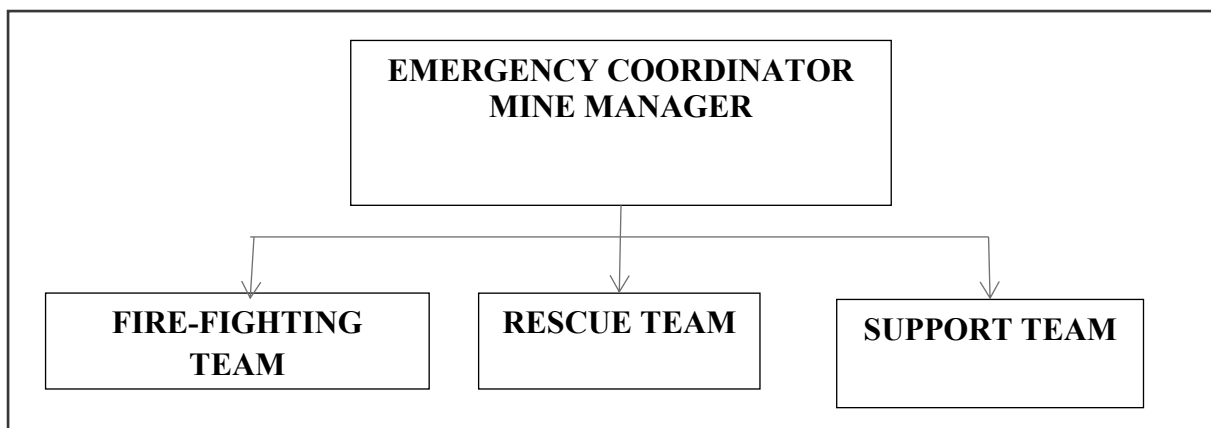 EMERGENCY COORDINATOR
MINE MANAGER
FIRE-FIGHTING
TEAM
RESCUE TEAM
SUPPORT TEAM